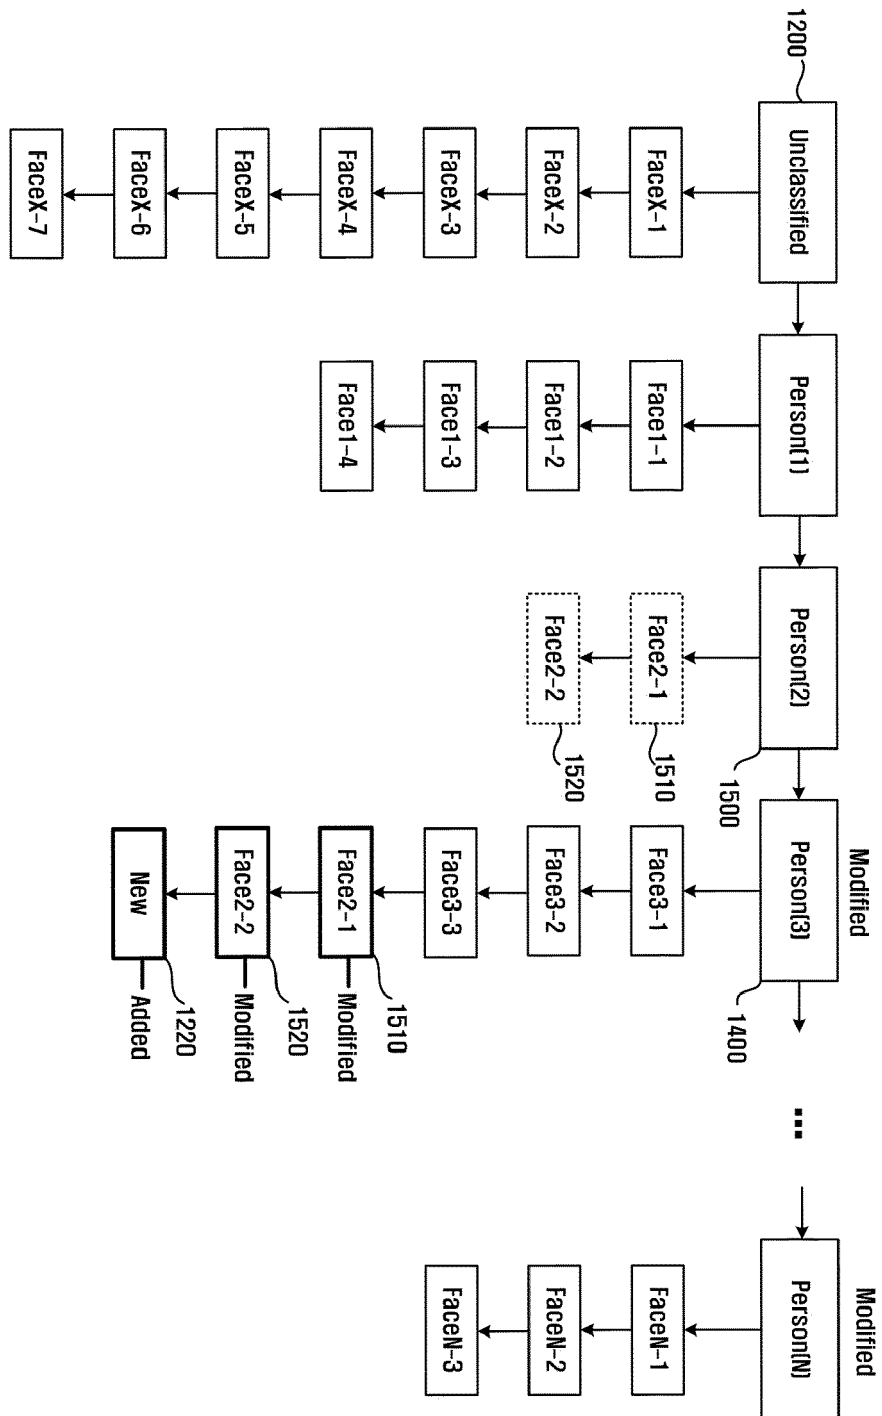 Modified
Modified
1200
Unclassified
Person(1)
Person(2)
1500
Person(3)
1400
...
Person(N)
FaceX-1
Face1-1
Face2-1
1510
Face3-1
FaceN-1
FaceX-2
Face1-2
Face2-2
1520
Face3-2
FaceN-2
FaceX-3
Face1-3
Face3-3
FaceN-3
FaceX-4
Face1-4
Face2-1
Modified
1510
FaceX-5
Face2-2
Modified
1520
FaceX-6
New
Added
1220
FaceX-7